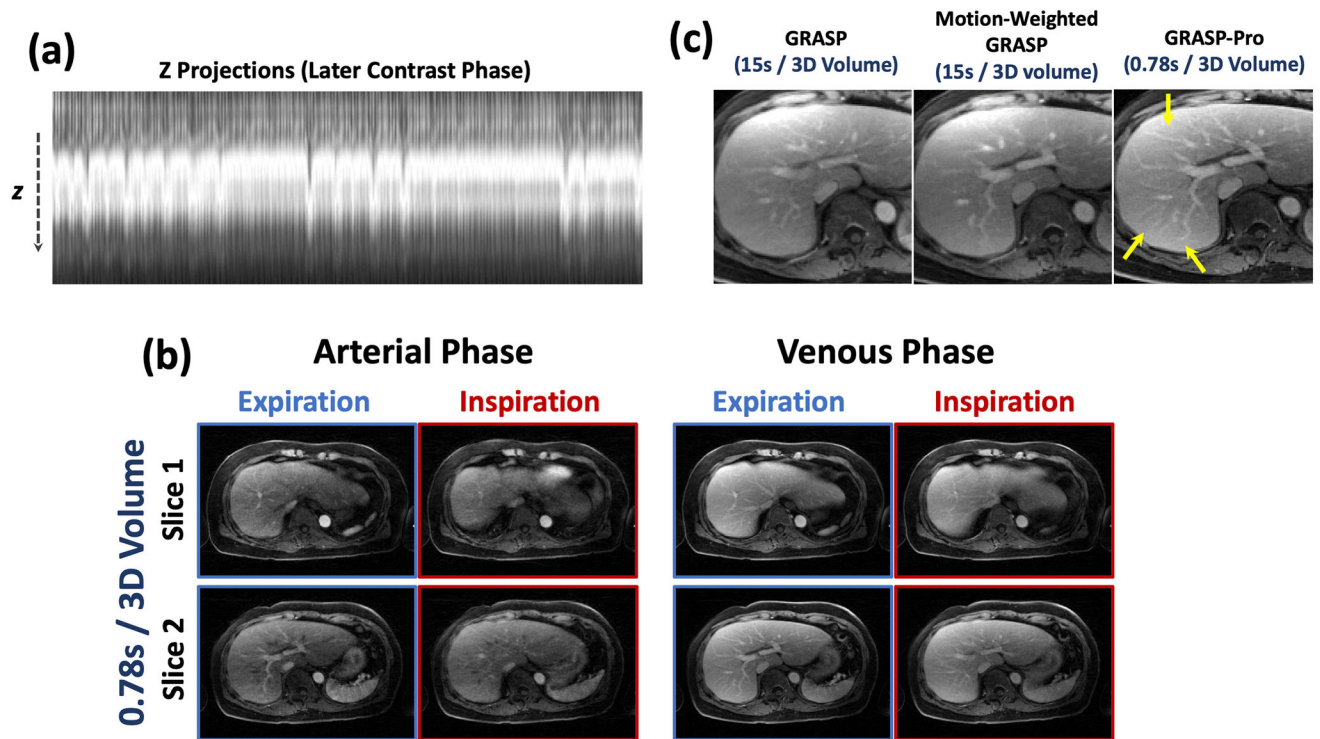 (a)
Z Projections (Later Contrast Phase)
z
(c)
GRASP
(15s / 3D Volume)
Motion-Weighted
GRASP
(15s / 3D volume)
GRASP-Pro
(0.78s / 3D Volume)
(b)
Arterial Phase
Venous Phase
Expiration
Inspiration
Expiration
Inspiration
0.78s / 3D Volume
Slice 1
Slice 2